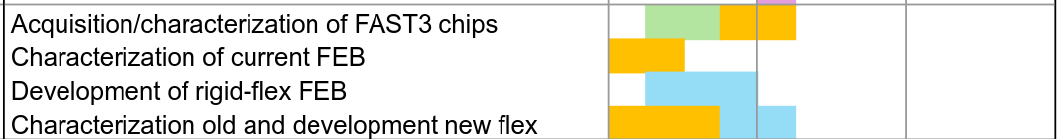 Acquisition/characterization of FAST3 chips
Characterization of current FEB
Development of rigid-flex FEB
Characterization old and development new flex